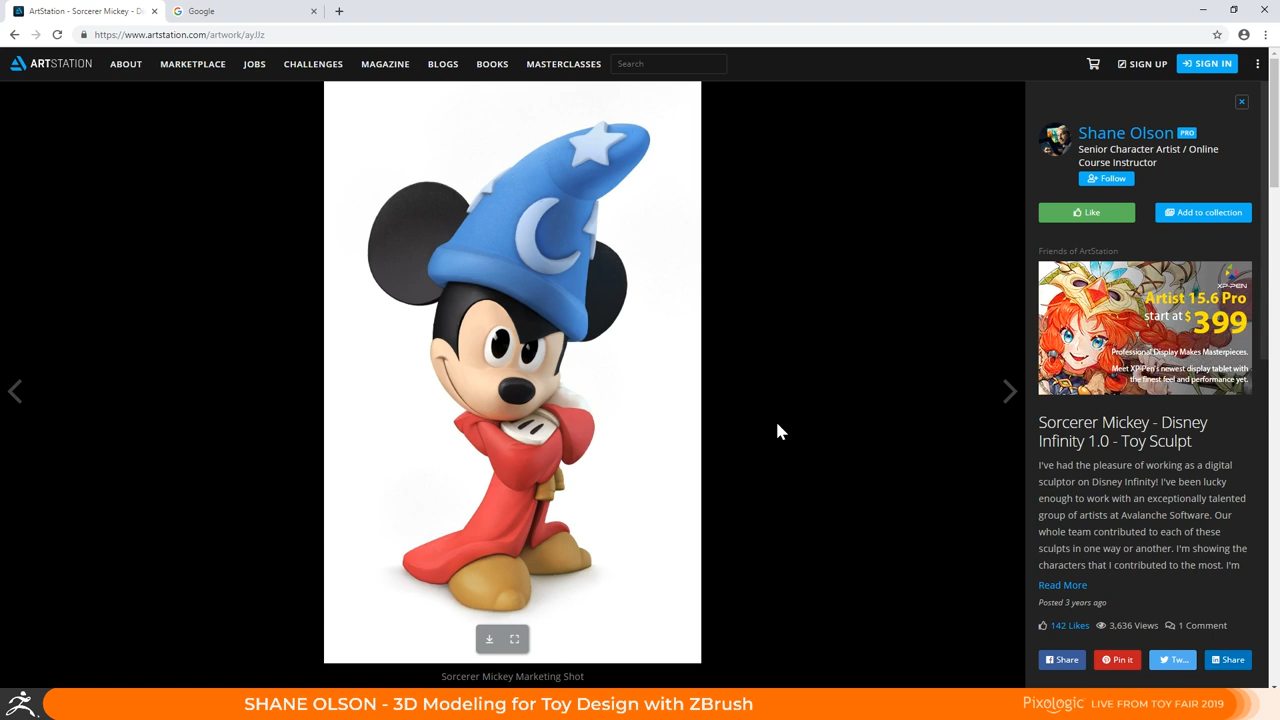 ArtStation - Sorcerer Mickey - Di
Google
https://www.artstation.com/artwork/ayJJz
ARTSTATION ABOUT MARKETPLACE JOBS CHALLENGES MAGAZINE BLOGS BOOKS MASTERCLASSES Search SIGN UP SIGN IN
Shane Olson PRO
Senior Character Artist / Online
Course Instructor
Follow
Like
Add to collection
Friends of ArtStation
XP-PEN
Artist 15.6 Pro
start at $399
Professional Display Makes Masterpieces.
Meet XP-Pen's newest display tablet with
the finest feel and performance yet.
Sorcerer Mickey - Disney
Infinity 1.0 - Toy Sculpt
I've had the pleasure of working as a digital
sculptor on Disney Infinity! I've been lucky
enough to work with an exceptionally talented
group of artists at Avalanche Software. Our
whole team contributed to each of these
sculpts in one way or another. I'm showing the
characters that I contributed to the most. I'm
Read More
Posted 3 years ago
142 Likes 3,636 Views 1 Comment
Share Pin it Tw... Share
Sorcerer Mickey Marketing Shot
SHANE OLSON - 3D Modeling for Toy Design with ZBrush
PIXOLOGIC LIVE FROM TOY FAIR 2019